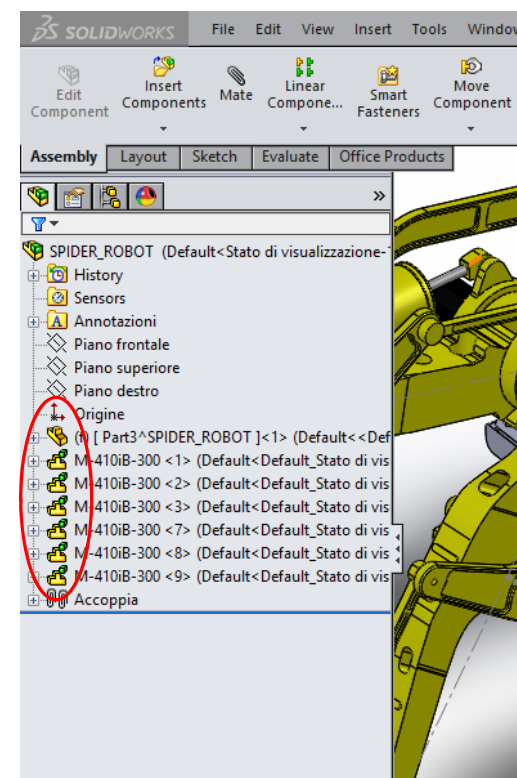 SOLIDWORKS File Edit View Insert Tools Window
Edit Component
Insert Components
Mate
Linear Compone...
Smart Fasteners
Move Component
Assembly Layout Sketch Evaluate Office Products
»
SPIDER_ROBOT (Default<Stato di visualizzazione-
History
Sensors
A Annotazioni
Piano frontale
Piano superiore
Piano destro
Origine
(f) [ Part3^SPIDER_ROBOT ]<1> (Default<<Def
M-410iB-300 <1> (Default<Default_Stato di vis
M-410iB-300 <2> (Default<Default_Stato di vis
M-410iB-300 <3> (Default<Default_Stato di vis
M-410iB-300 <7> (Default<Default_Stato di vis
M-410iB-300 <8> (Default<Default_Stato di vis
M-410iB-300 <9> (Default<Default_Stato di vis
Accoppia